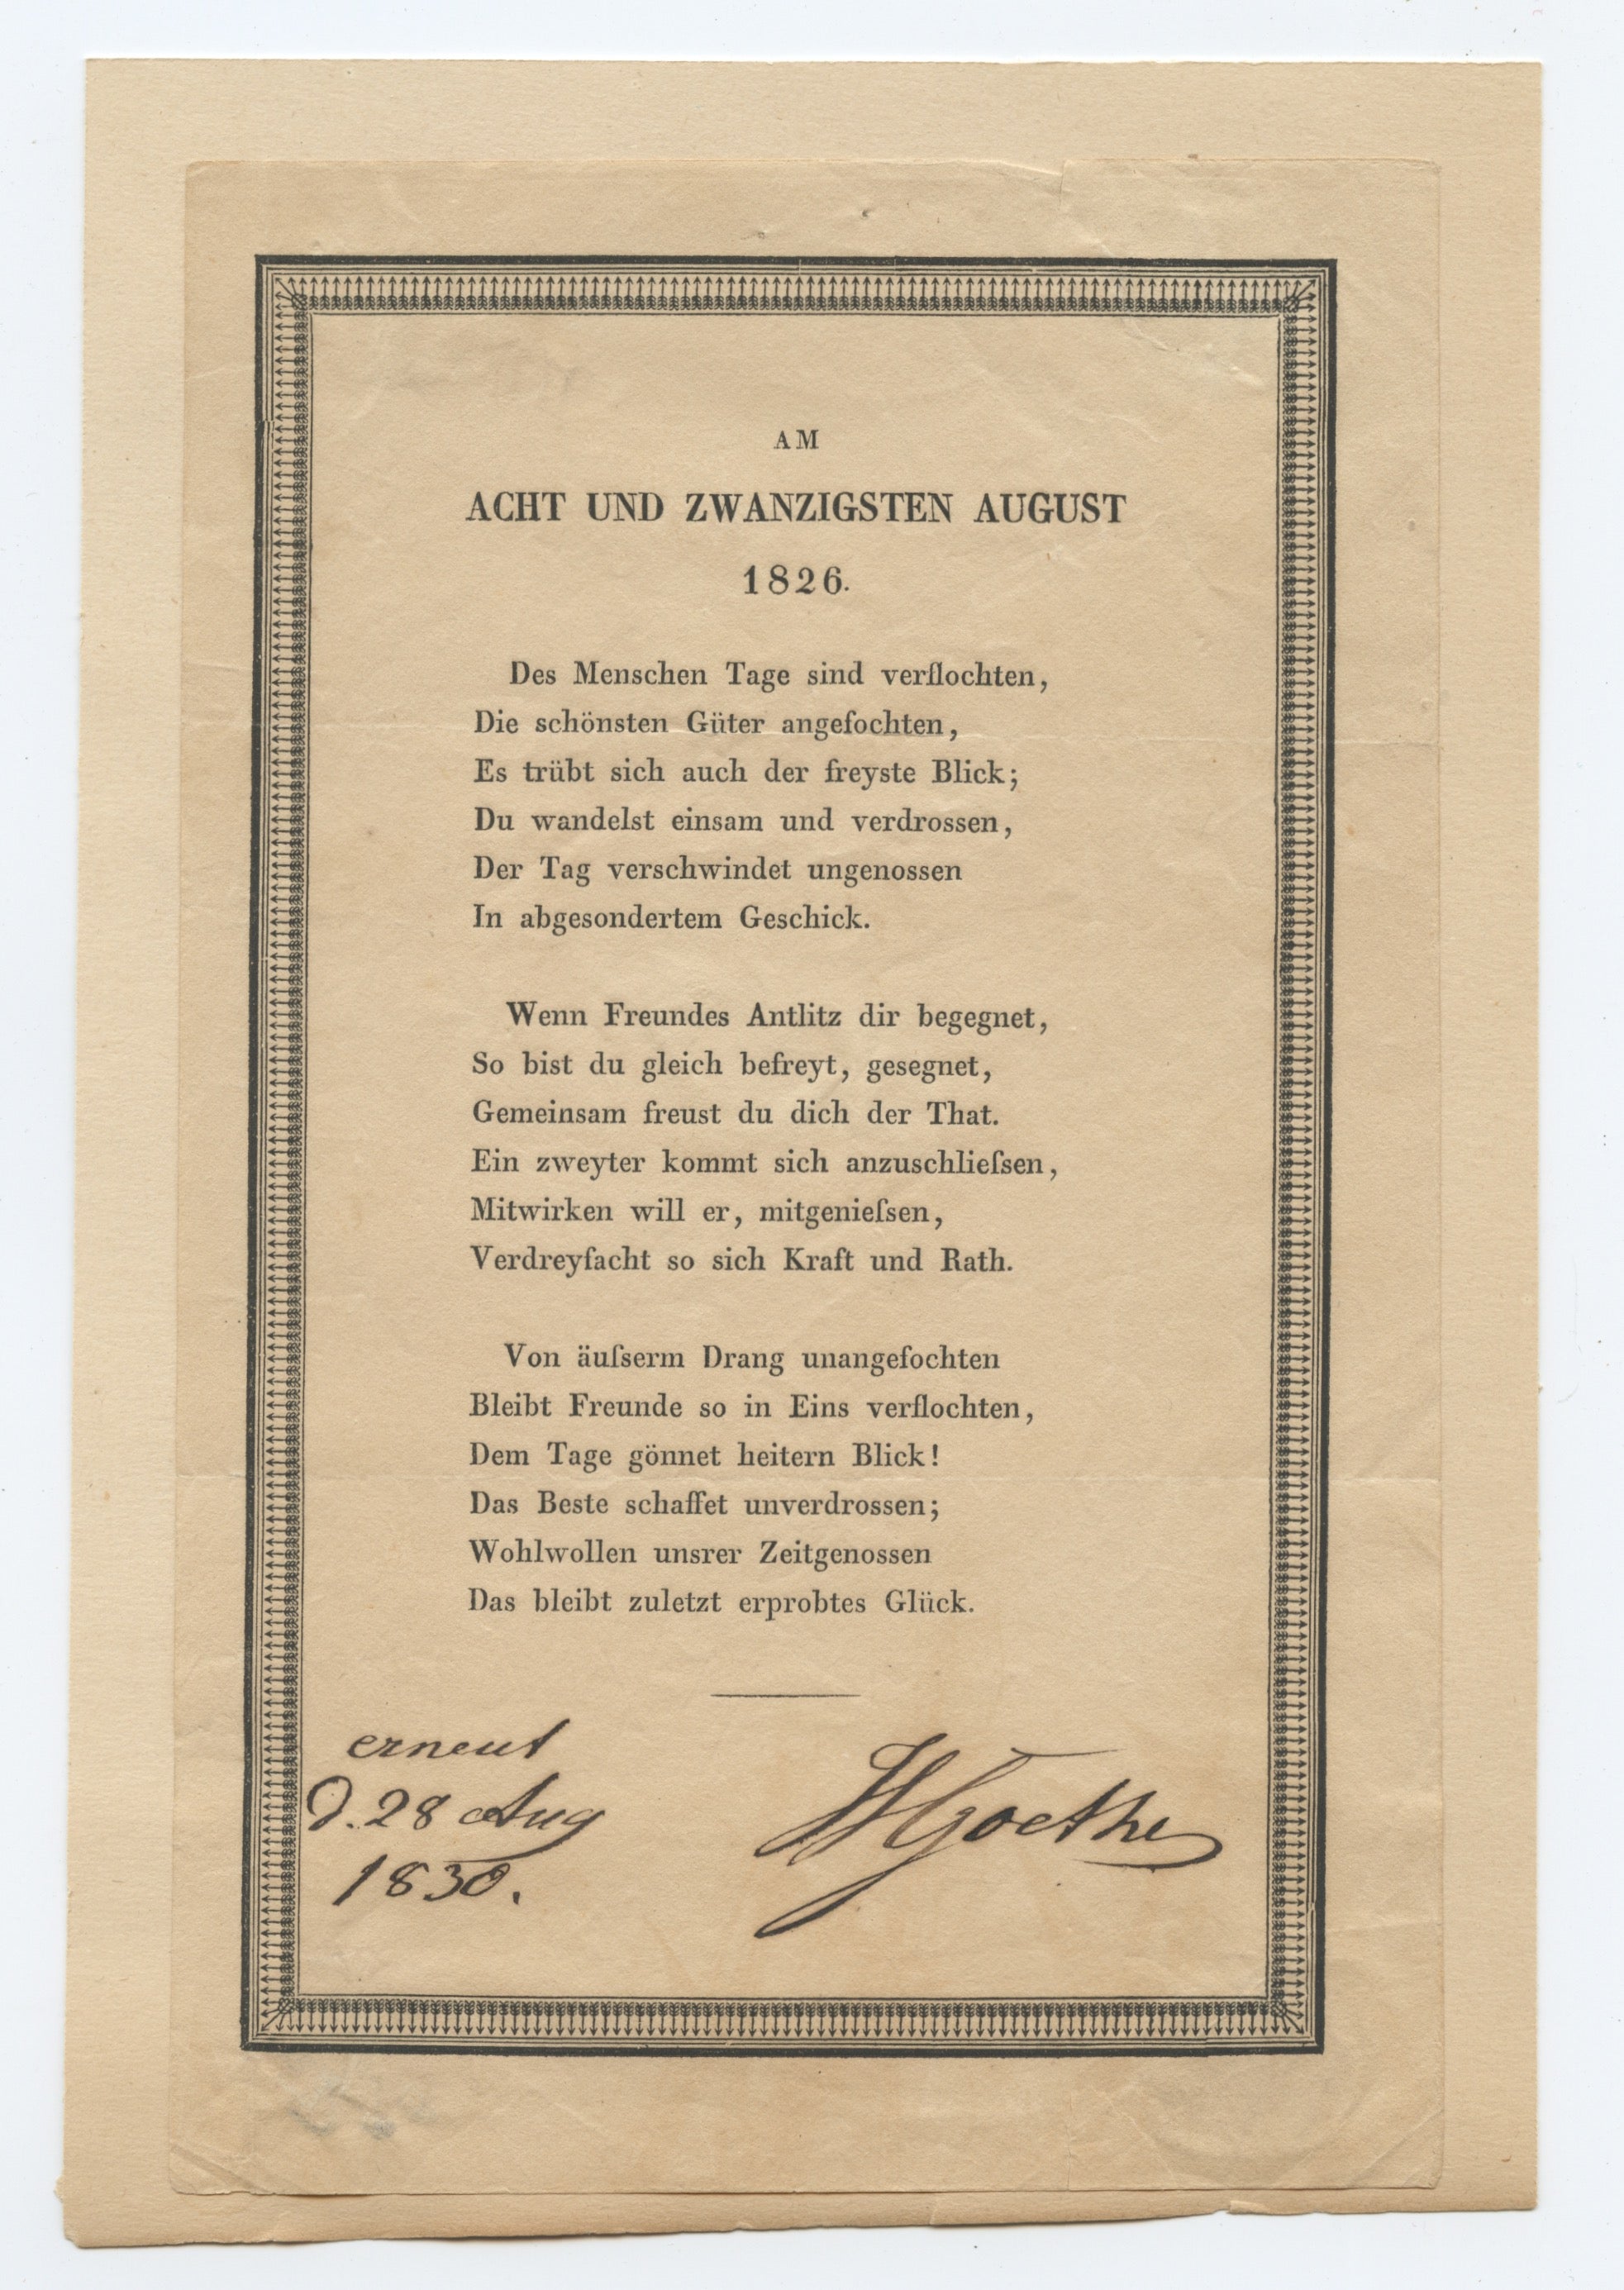 AM
ACHT UND ZWANZIGSTEN AUGUST
1826.
Des Menschen Tage sind verflochten,
Die schönsten Güter angefochten,
Es trübt sich auch der freyste Blick;
Du wandelst einsam und verdrossen,
Der Tag verschwindet ungenossen
In abgesondertem Geschick.
Wenn Freundes Antlitz dir begegnet,
So bist du gleich befreyt, gesegnet,
Gemeinsam freust du dich der That.
Ein zweyter kommt sich anzuschlieſsen,
Mitwirken will er, mitgenieſsen,
Verdreyfacht so sich Kraft und Rath.
Von äuſserm Drang unangefochten
Bleibt Freunde so in Eins verflochten,
Dem Tage gönnet heitern Blick!
Das Beste schaffet unverdrossen;
Wohlwollen unsrer Zeitgenossen
Das bleibt zuletzt erprobtes Glück.
erneut
d. 28 Aug
1830.
JWGoethe